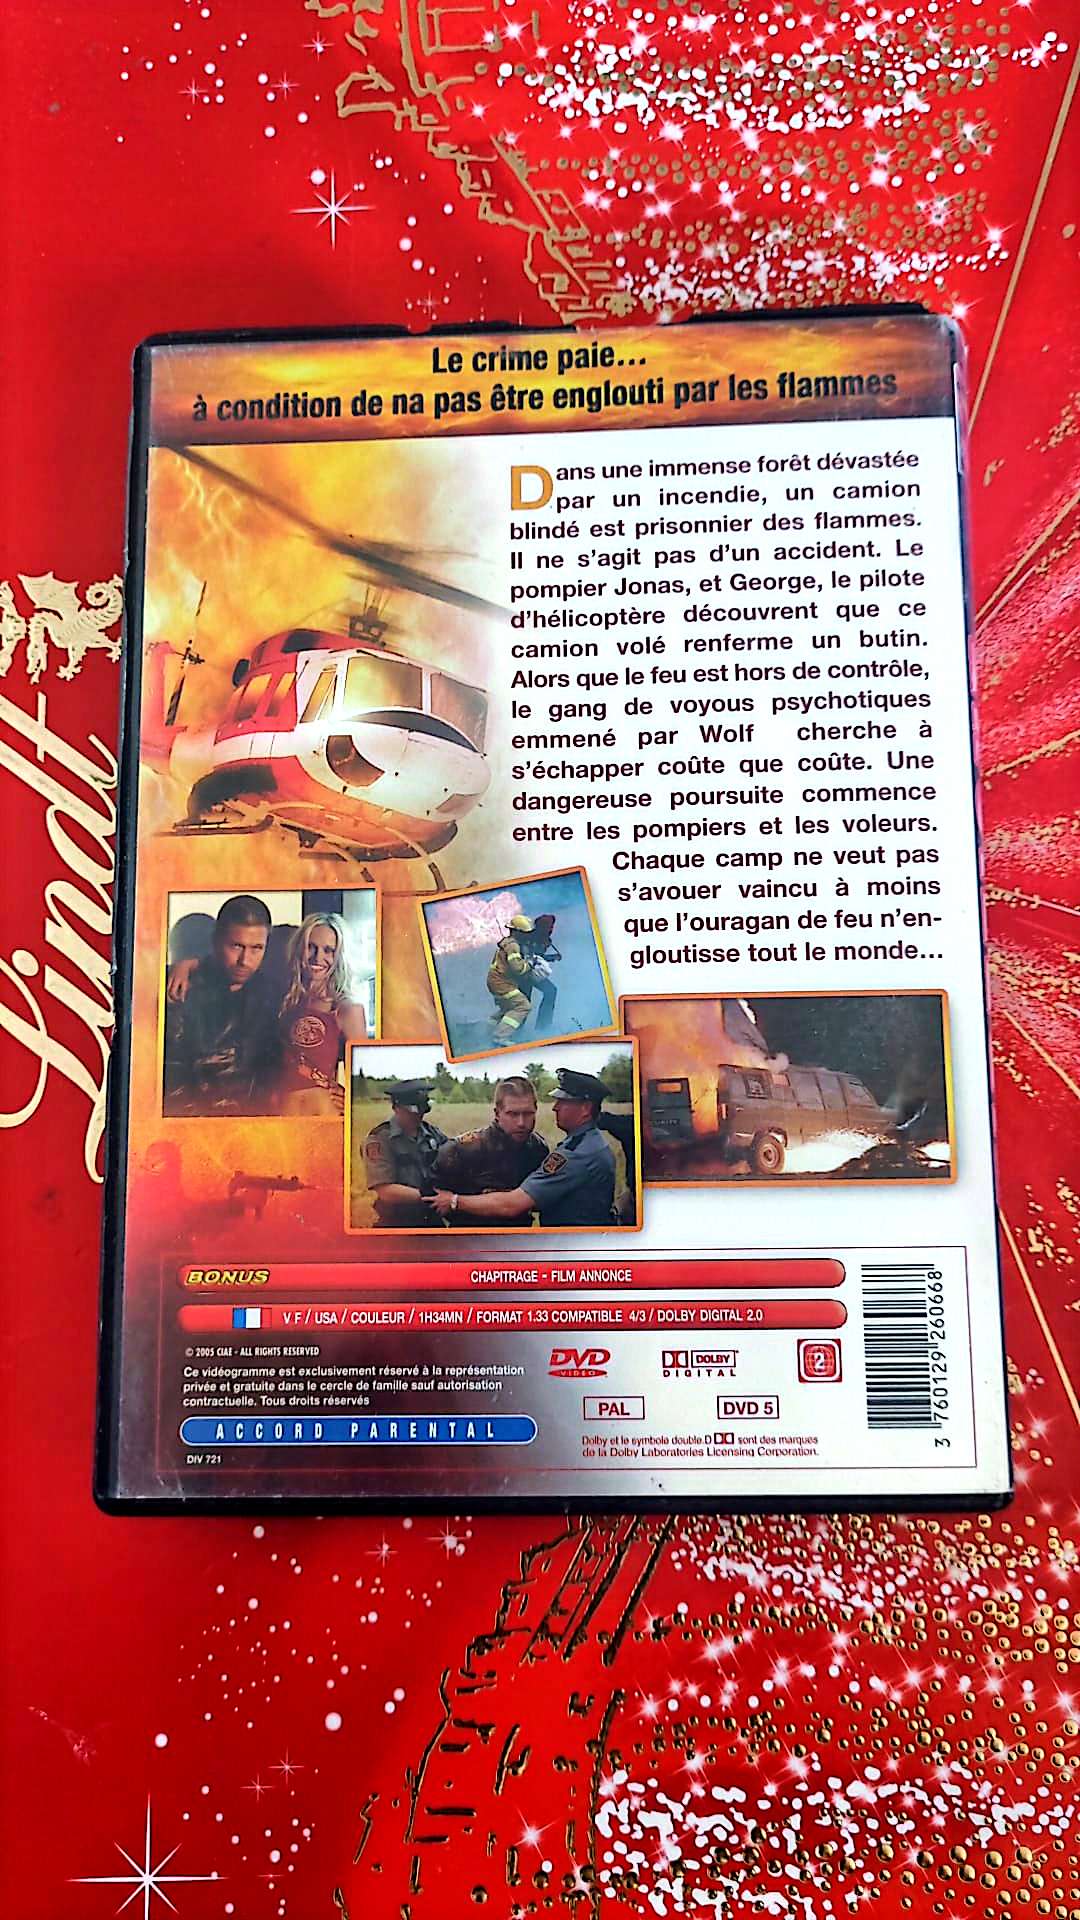 Le crime paie...
à condition de na pas être englouti par les flammes
Dans une immense forêt dévastée
par un incendie, un camion
blindé est prisonnier des flammes.
Il ne s'agit pas d'un accident. Le
pompier Jonas, et George, le pilote
d'hélicoptère découvrent que ce
camion volé renferme un butin.
Alors que le feu est hors de contrôle,
le gang de voyous psychotiques
emmené par Wolf cherche à
s'échapper coûte que coûte. Une
dangereuse poursuite commence
entre les pompiers et les voleurs.
Chaque camp ne veut pas
s'avouer vaincu à moins
que l'ouragan de feu n'en-
gloutisse tout le monde...
Lindt
BONUS
CHAPITRAGE - FILM ANNONCE
V F / USA / COULEUR / 1H34MN / FORMAT 1.33 COMPATIBLE 4/3 / DOLBY DIGITAL 2.0
© 2005 CIAE - ALL RIGHTS RESERVED
Ce vidéogramme est exclusivement réservé à la représentation
privée et gratuite dans le cercle de famille sauf autorisation
contractuelle. Tous droits réservés
ACCORD PARENTAL
DIV 721
DVD
VIDEO
DOLBY
DIGITAL
2
PAL
DVD 5
Dolby et le symbole double D sont des marques
de la Dolby Laboratories Licensing Corporation.
3 760129 260668